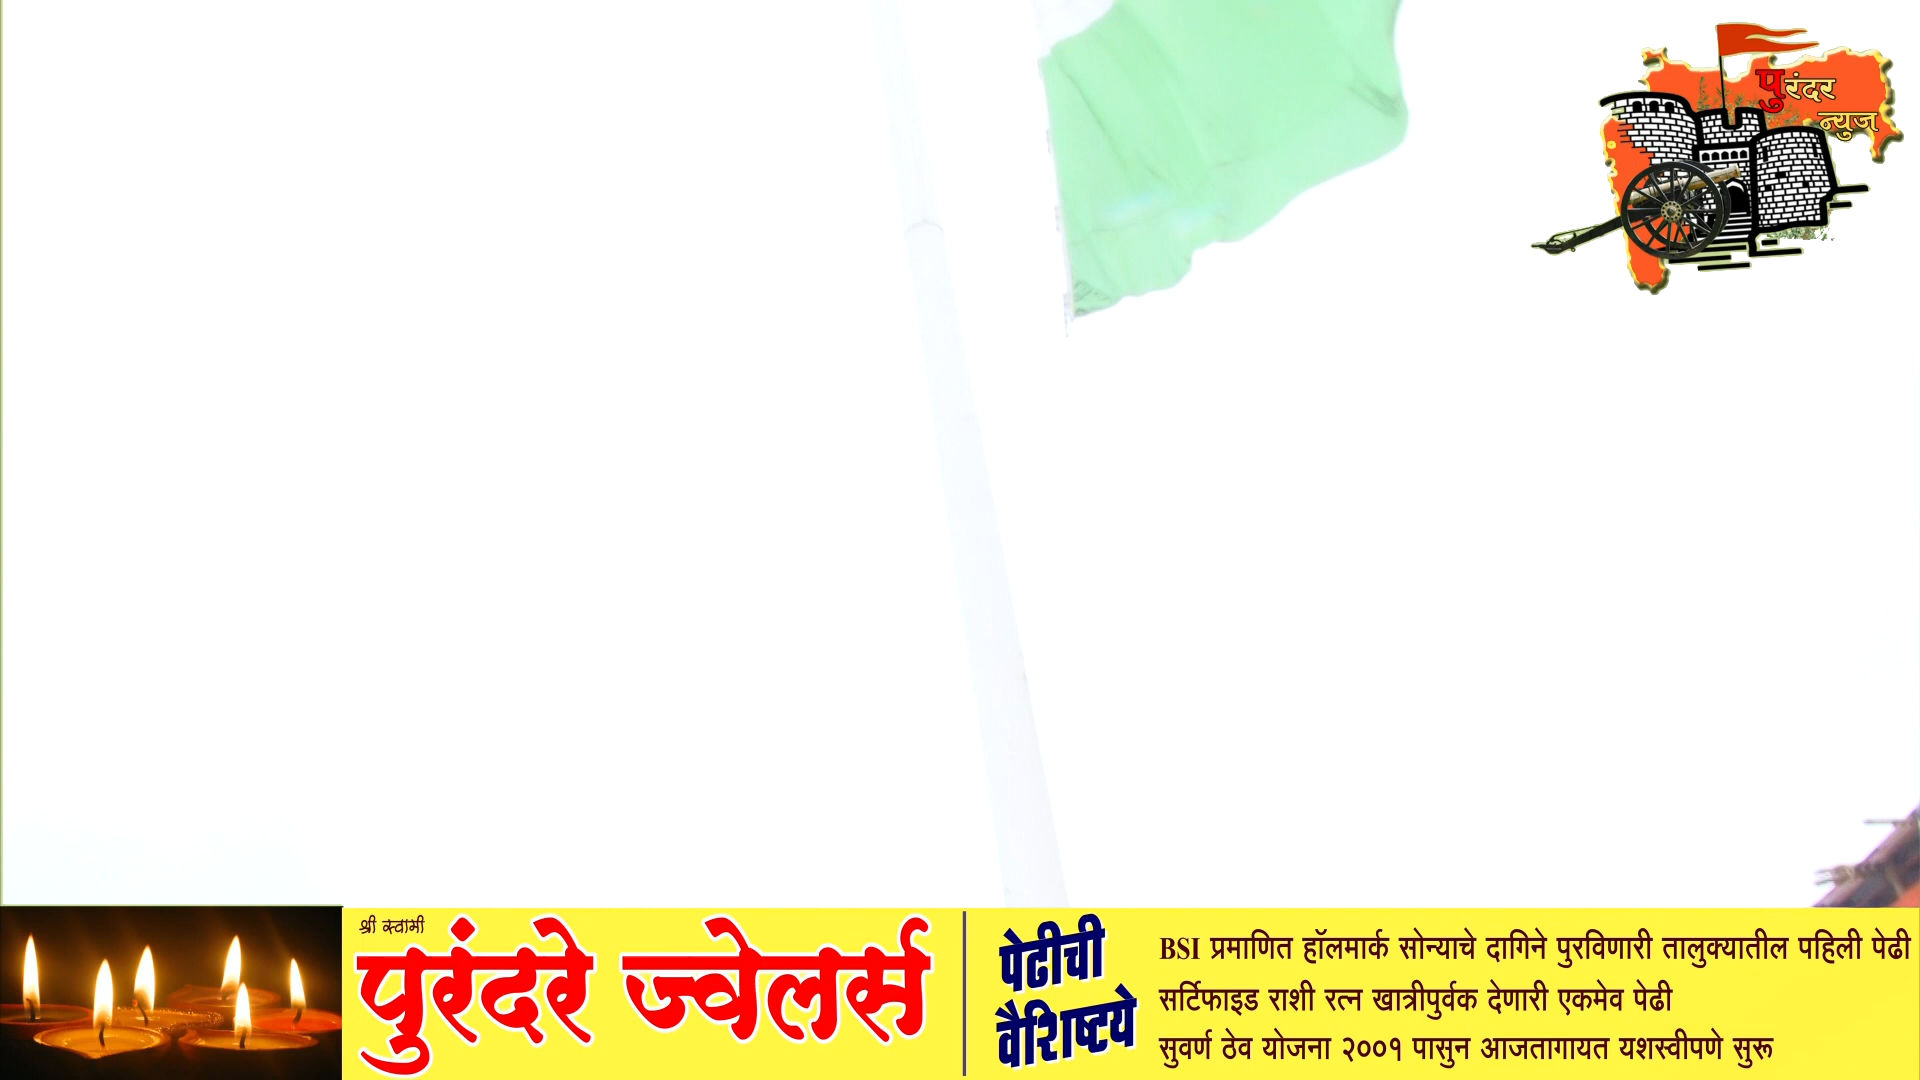 पुरंदर
न्युज
श्री स्वामी
पुरंदरे ज्वेलर्स
पेढीची
वैशिष्टये
BSI प्रमाणित हॉलमार्क सोन्याचे दागिने पुरविणारी तालुक्यातील पहिली पेढी
सर्टिफाइड राशी रत्न खात्रीपुर्वक देणारी एकमेव पेढी
सुवर्ण ठेव योजना २००१ पासुन आजतागायत यशस्वीपणे सुरू